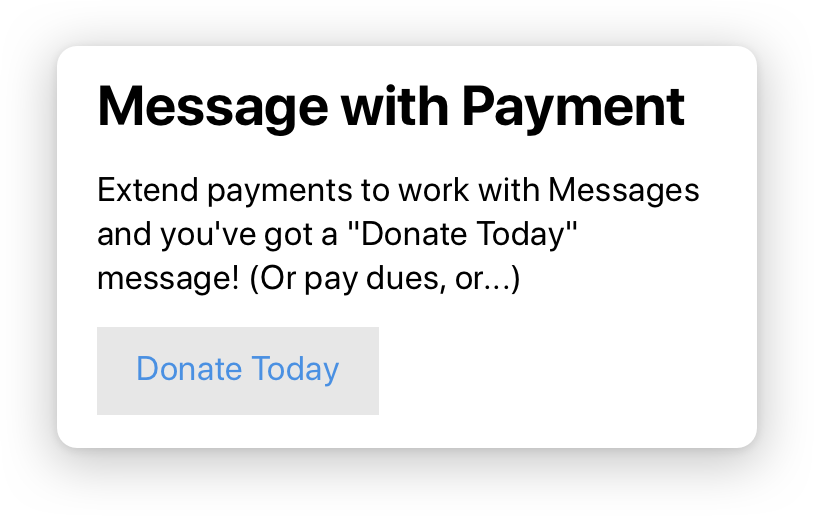 Message with Payment
Extend payments to work with Messages
and you've got a "Donate Today"
message! (Or pay dues, or...)
Donate Today